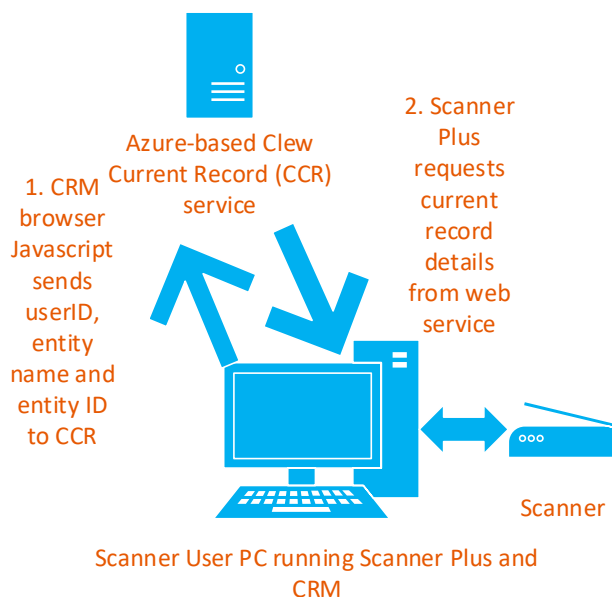 Azure-based Clew
Current Record (CCR)
service
1. CRM
browser
Javascript
sends
userID,
entity
name and
entity ID
to CCR
2. Scanner
Plus
requests
current
record
details
from web
service
Scanner
Scanner User PC running Scanner Plus and
CRM